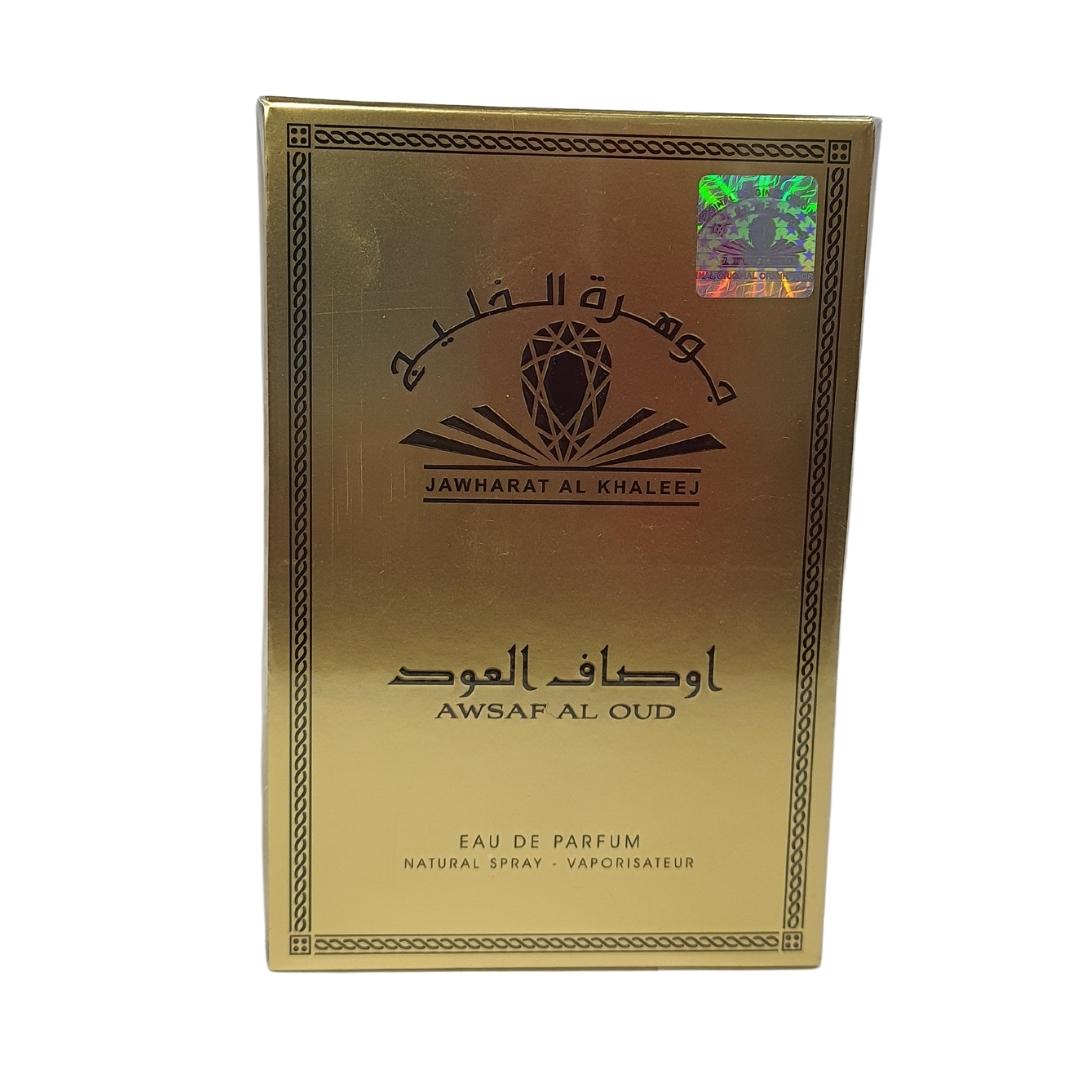 جوهرة الخليج
JAWHARAT AL KHALEEJ
اوصاف العود
AWSAF AL OUD
EAU DE PARFUM
NATURAL SPRAY - VAPORISATEUR